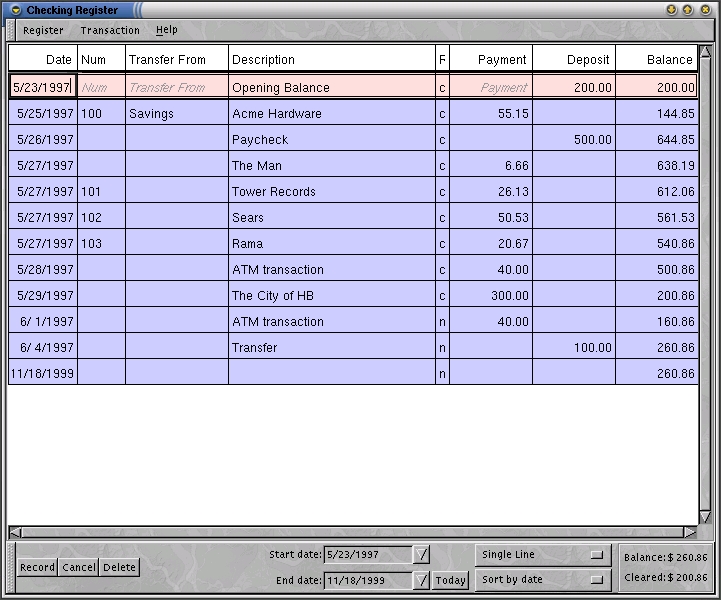 Checking Register
Register Transaction Help
Date Num Transfer From Description F Payment Deposit Balance
5/23/1997 Num Transfer From Opening Balance c Payment 200.00 200.00
5/25/1997 100 Savings Acme Hardware c 55.15 144.85
5/26/1997 Paycheck c 500.00 644.85
5/27/1997 The Man c 6.66 638.19
5/27/1997 101 Tower Records c 26.13 612.06
5/27/1997 102 Sears c 50.53 561.53
5/27/1997 103 Rama c 20.67 540.86
5/28/1997 ATM transaction c 40.00 500.86
5/29/1997 The City of HB c 300.00 200.86
6/ 1/1997 ATM transaction n 40.00 160.86
6/ 4/1997 Transfer n 100.00 260.86
11/18/1999 n 260.86
Record Cancel Delete
Start date: 5/23/1997
End date: 11/18/1999 Today
Single Line
Sort by date
Balance: $ 260.86
Cleared: $ 200.86